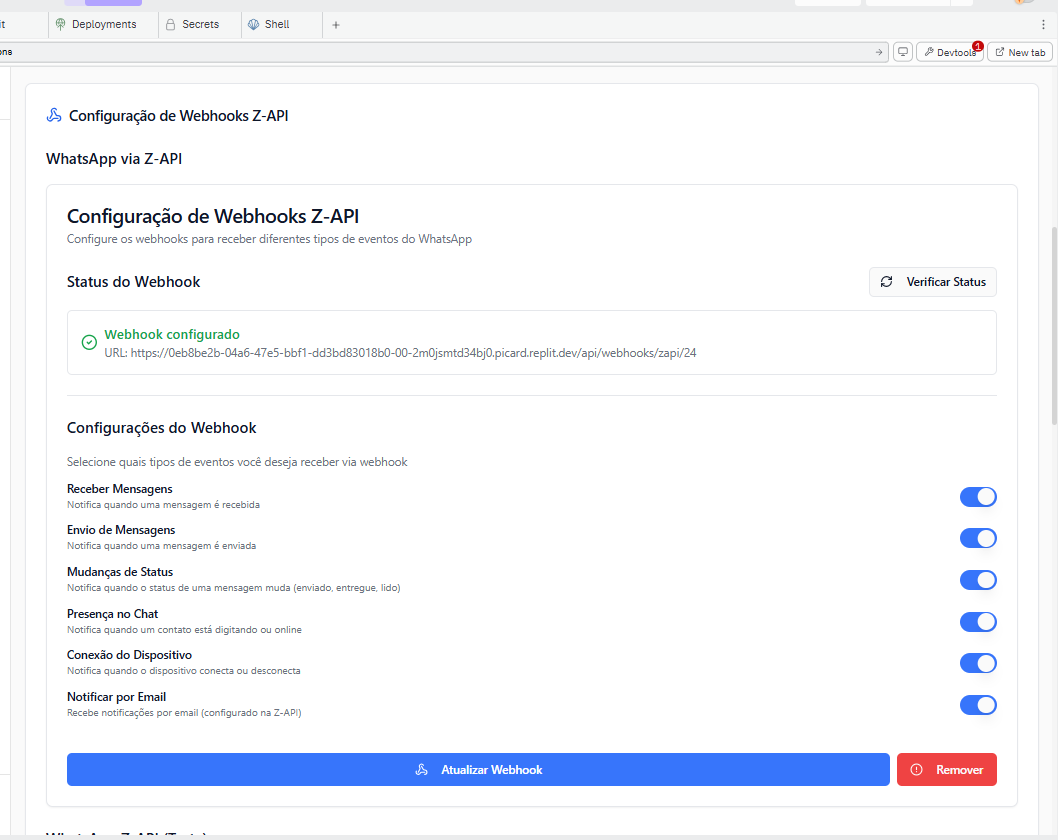 Deployments
Secrets
Shell
+
ons
Devtools
1
New tab
Configuração de Webhooks Z-API
WhatsApp via Z-API
Configuração de Webhooks Z-API
Configure os webhooks para receber diferentes tipos de eventos do WhatsApp
Status do Webhook
Verificar Status
Webhook configurado
URL: https://0eb8be2b-04a6-47e5-bbf1-dd3bd83018b0-00-2m0jsmtd34bj0.picard.replit.dev/api/webhooks/zapi/24
Configurações do Webhook
Selecione quais tipos de eventos você deseja receber via webhook
Receber Mensagens
Notifica quando uma mensagem é recebida
Envio de Mensagens
Notifica quando uma mensagem é enviada
Mudanças de Status
Notifica quando o status de uma mensagem muda (enviado, entregue, lido)
Presença no Chat
Notifica quando um contato está digitando ou online
Conexão do Dispositivo
Notifica quando o dispositivo conecta ou desconecta
Notificar por Email
Recebe notificações por email (configurado na Z-API)
Atualizar Webhook
Remover